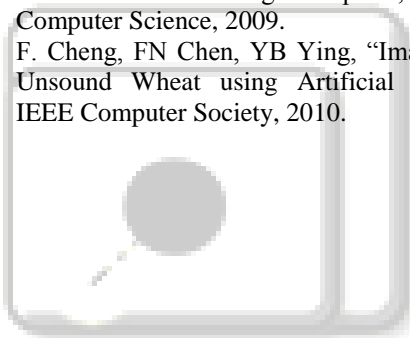 Computer Science, 2009.
F. Cheng, FN Chen, YB Ying, “Ima
Unsound Wheat using Artificial
IEEE Computer Society, 2010.